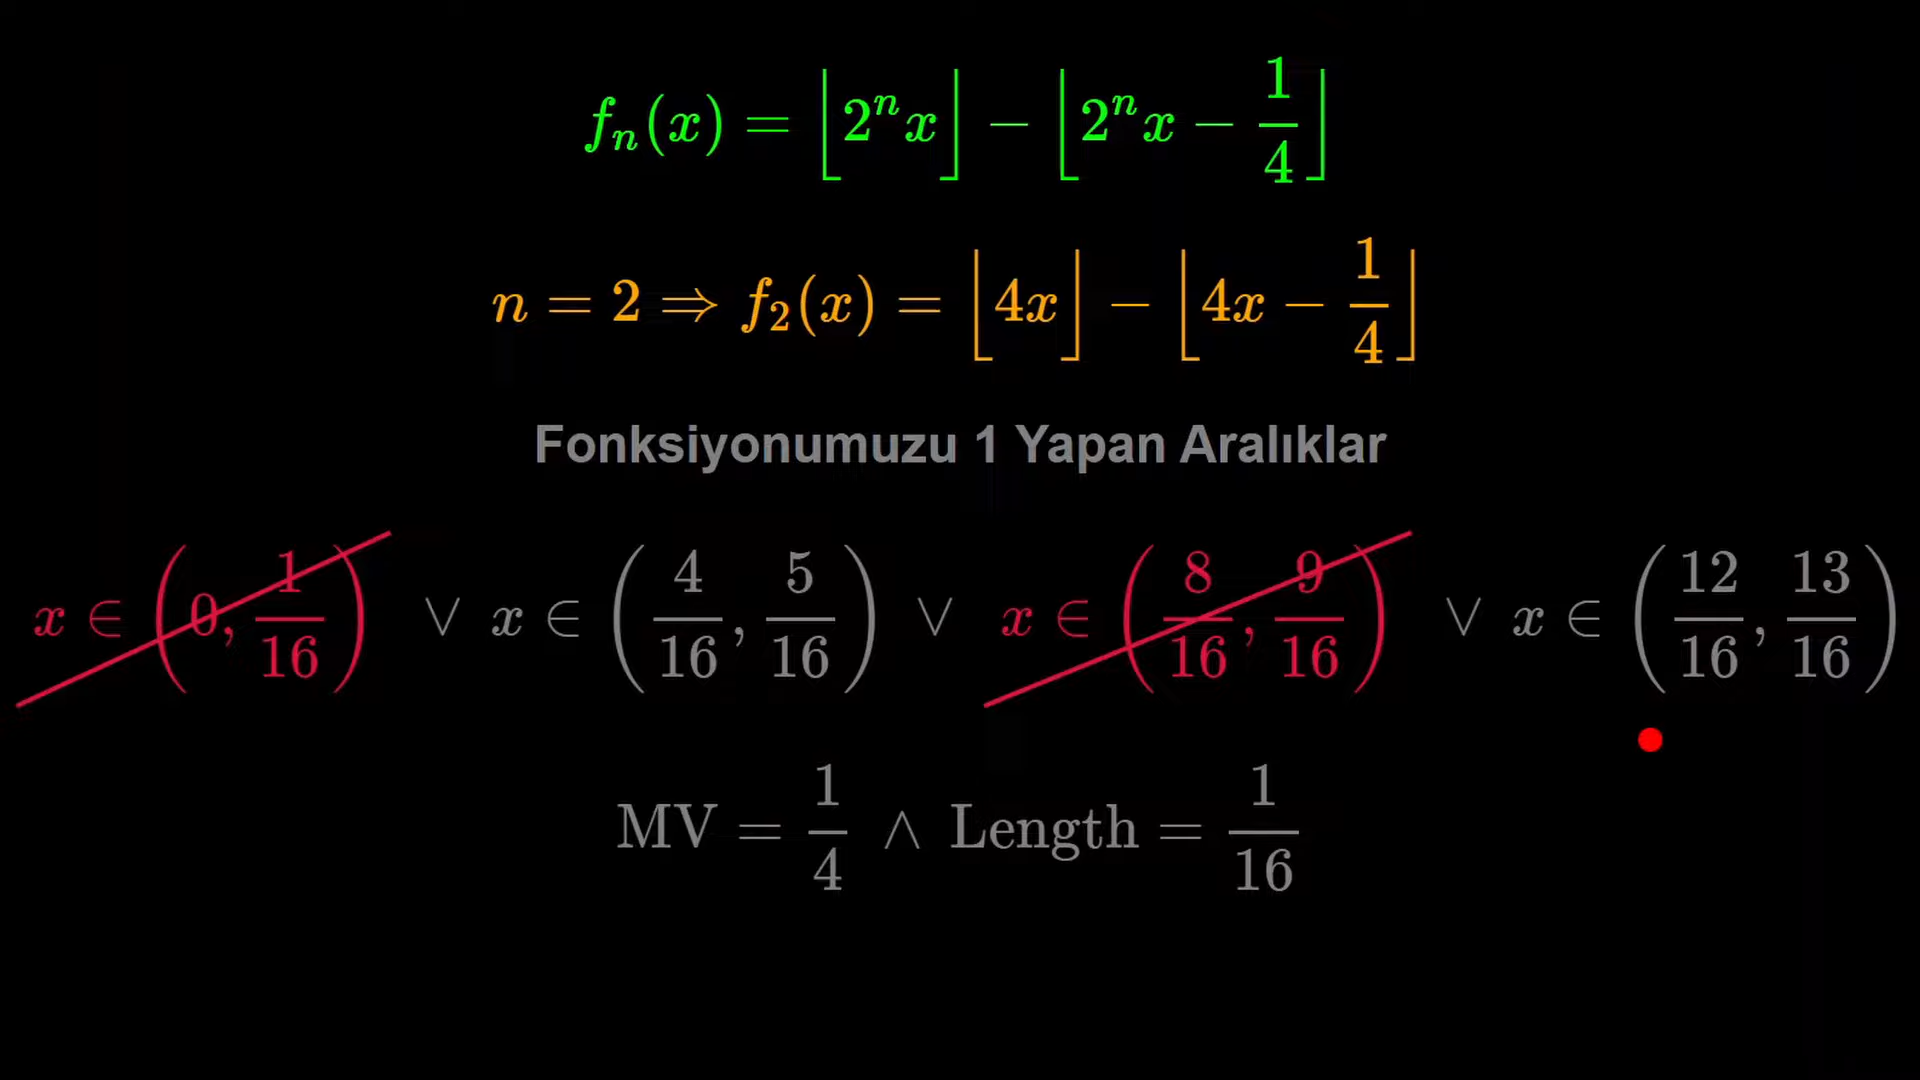 fₙ(x) = ⌊2ⁿx⌋ − ⌊2ⁿx − 1/4⌋
n = 2 ⇒ f₂(x) = ⌊4x⌋ − ⌊4x − 1/4⌋
Fonksiyonumuzu 1 Yapan Aralıklar
x ∈ (0, 1/16) ∨ x ∈ (4/16, 5/16) ∨ x ∈ (8/16, 9/16) ∨ x ∈ (12/16, 13/16)
MV = 1/4 ∧ Length = 1/16